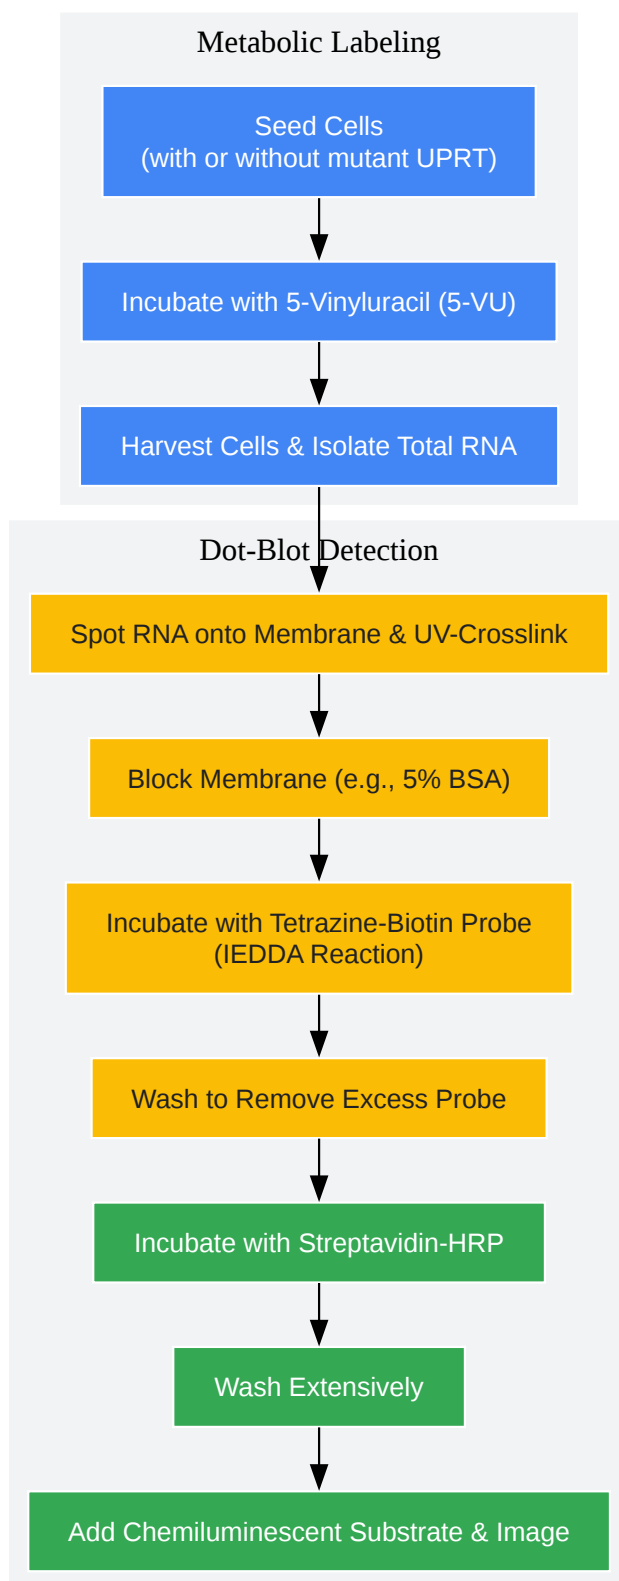 Metabolic Labeling
Seed Cells
(with or without mutant UPRT)
Incubate with 5-Vinyluracil (5-VU)
Harvest Cells & Isolate Total RNA
Dot-Blot Detection
Spot RNA onto Membrane & UV-Crosslink
Block Membrane (e.g., 5% BSA)
Incubate with Tetrazine-Biotin Probe
(IEDDA Reaction)
Wash to Remove Excess Probe
Incubate with Streptavidin-HRP
Wash Extensively
Add Chemiluminescent Substrate & Image